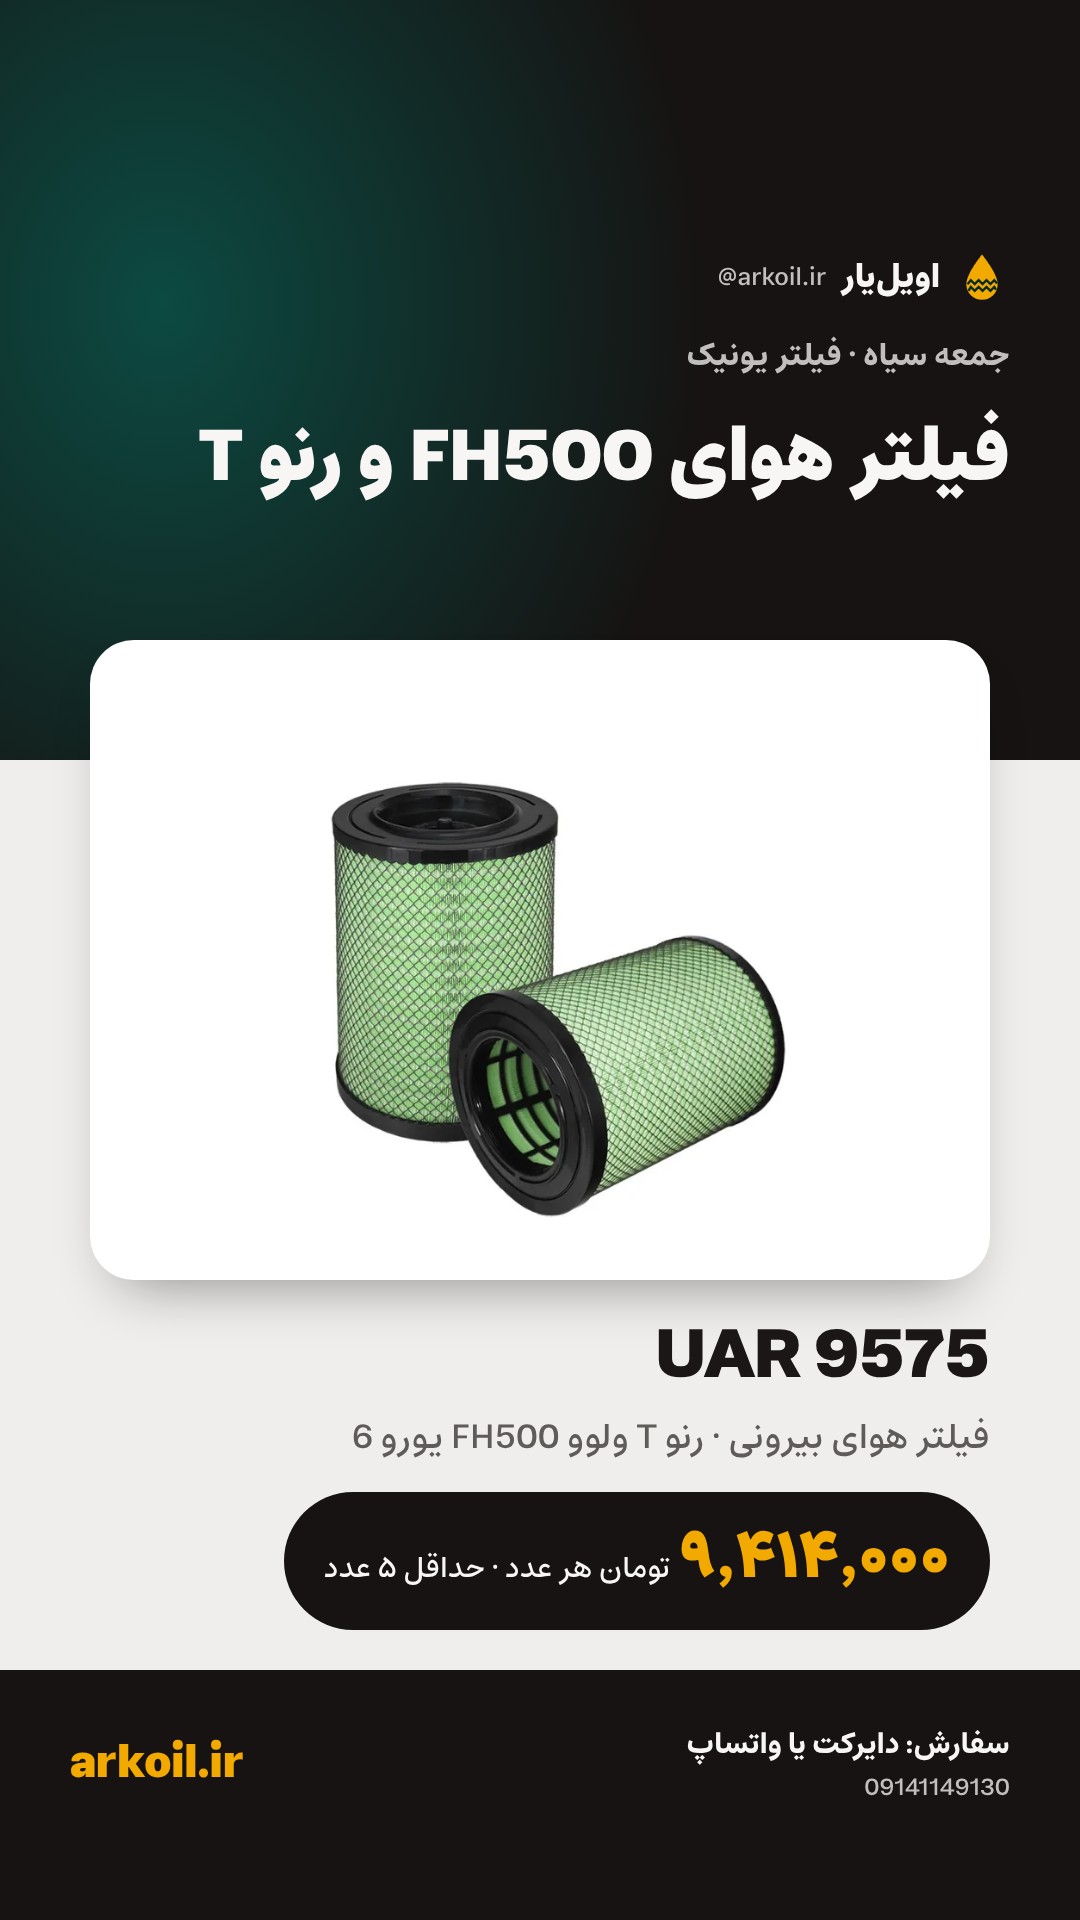 اویل‌یار @arkoil.ir
جمعه سیاه · فیلتر یونیک
فیلتر هوای FH500 و رنو T
UAR 9575
فیلتر هوای بیرونی · رنو T ولوو FH500 یورو 6
۹,۴۱۴,۰۰۰ تومان هر عدد · حداقل ۵ عدد
سفارش: دایرکت یا واتساپ
09141149130
arkoil.ir